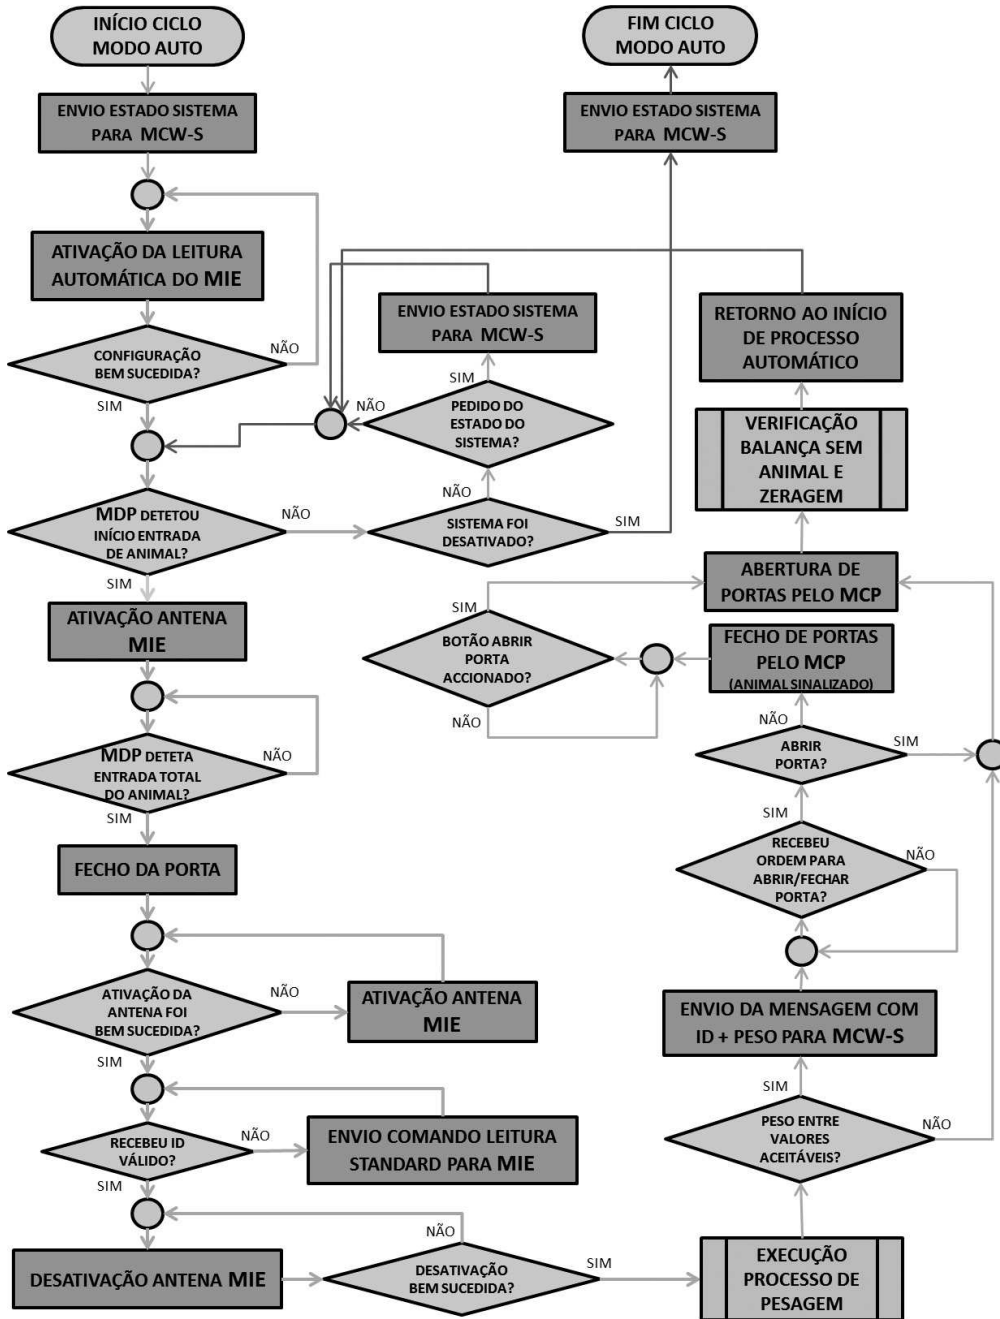 INÍCIO CICLO
MODO AUTO
ENVIO ESTADO SISTEMA
PARA MCW-S
ATIVAÇÃO DA LEITURA
AUTOMÁTICA DO MIE
CONFIGURAÇÃO
BEM SUCEDIDA?
NÃO
SIM
MDP DETETOU
INÍCIO ENTRADA
DE ANIMAL?
NÃO
SIM
ATIVAÇÃO ANTENA
MIE
MDP DETETA
ENTRADA TOTAL
DO ANIMAL?
NÃO
SIM
FECHO DA PORTA
ATIVAÇÃO DA
ANTENA FOI
BEM SUCEDIDA?
NÃO
ATIVAÇÃO ANTENA
MIE
SIM
RECEBEU ID
VÁLIDO?
NÃO
ENVIO COMANDO LEITURA
STANDARD PARA MIE
SIM
DESATIVAÇÃO ANTENA MIE
NÃO
DESATIVAÇÃO
BEM SUCEDIDA?
SIM
EXECUÇÃO
PROCESSO DE
PESAGEM
PESO ENTRE
VALORES
ACEITÁVEIS?
NÃO
SIM
ENVIO DA MENSAGEM COM
ID + PESO PARA MCW-S
RECEBEU
ORDEM PARA
ABRIR/FECHAR
PORTA?
NÃO
SIM
ABRIR
PORTA?
SIM
NÃO
FECHO DE PORTAS
PELO MCP
(ANIMAL SINALIZADO)
BOTÃO ABRIR
PORTA
ACCIONADO?
NÃO
SIM
ABERTURA DE
PORTAS PELO MCP
VERIFICAÇÃO
BALANÇA SEM
ANIMAL E
ZERAGEM
RETORNO AO INÍCIO
DE PROCESSO
AUTOMÁTICO
SISTEMA FOI
DESATIVADO?
NÃO
SIM
PEDIDO DO
ESTADO DO
SISTEMA?
NÃO
SIM
ENVIO ESTADO SISTEMA
PARA MCW-S
ENVIO ESTADO SISTEMA
PARA MCW-S
FIM CICLO
MODO AUTO